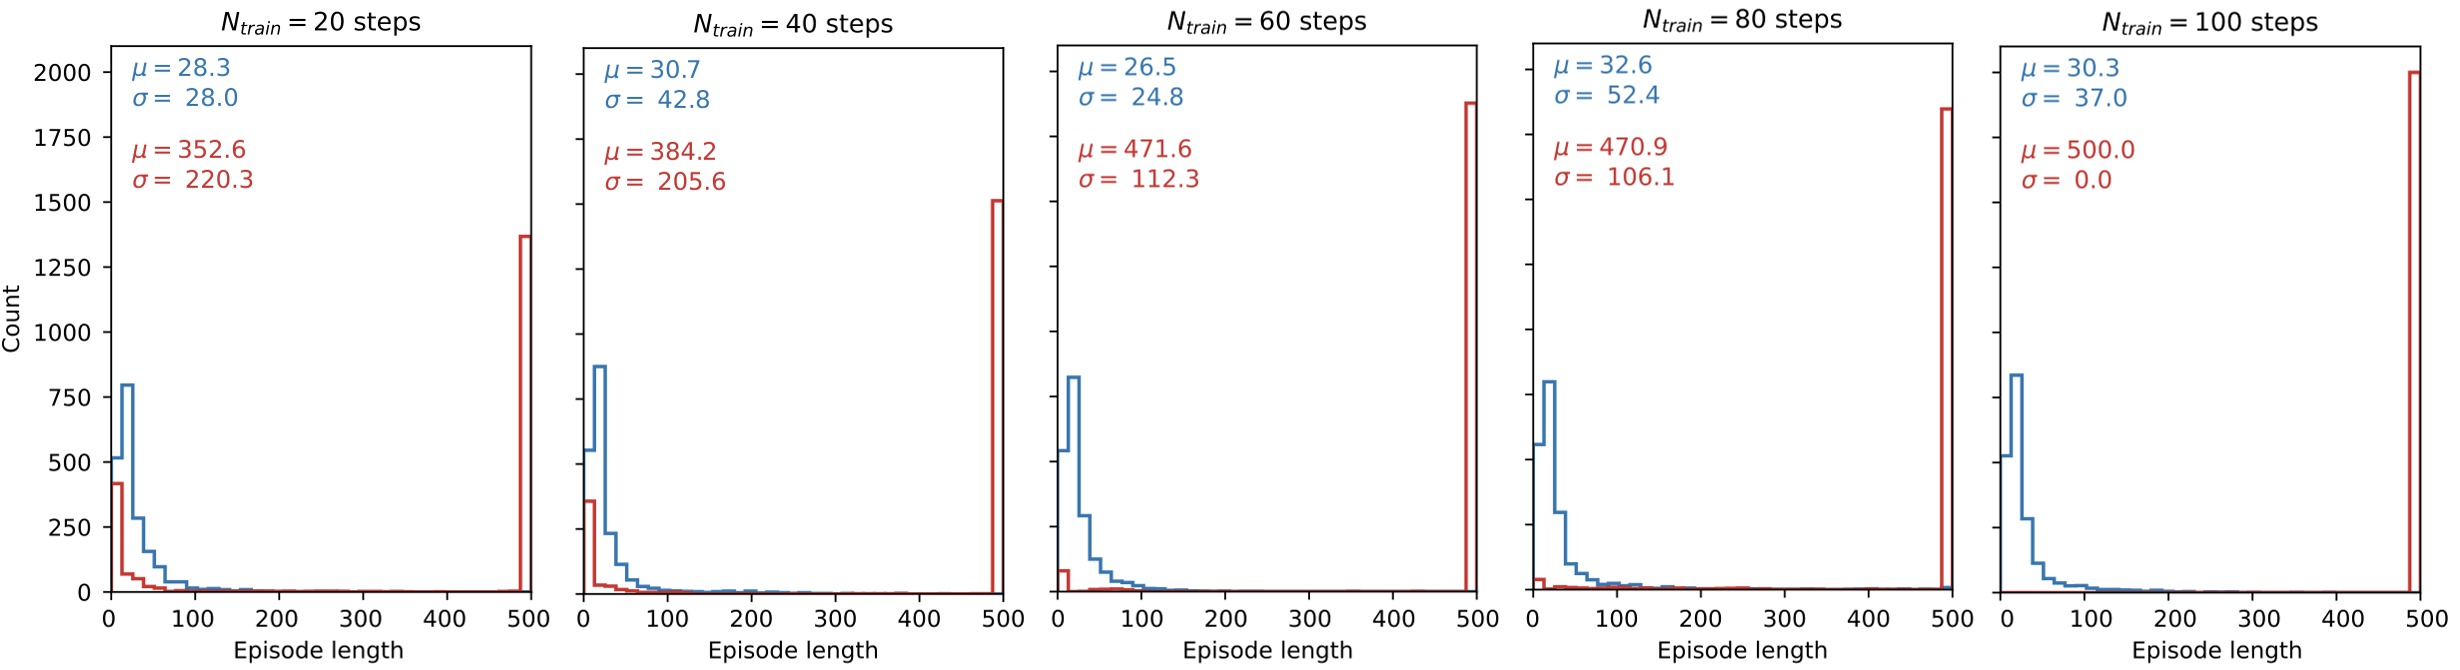 N_train = 20 steps
N_train = 40 steps
N_train = 60 steps
N_train = 80 steps
N_train = 100 steps
μ = 28.3
σ = 28.0
μ = 352.6
σ = 220.3
μ = 30.7
σ = 42.8
μ = 384.2
σ = 205.6
μ = 26.5
σ = 24.8
μ = 471.6
σ = 112.3
μ = 32.6
σ = 52.4
μ = 470.9
σ = 106.1
μ = 30.3
σ = 37.0
μ = 500.0
σ = 0.0
Count
2000
1750
1500
1250
1000
750
500
250
0
0 100 200 300 400 500
0 100 200 300 400 500
0 100 200 300 400 500
0 100 200 300 400 500
0 100 200 300 400 500
Episode length
Episode length
Episode length
Episode length
Episode length